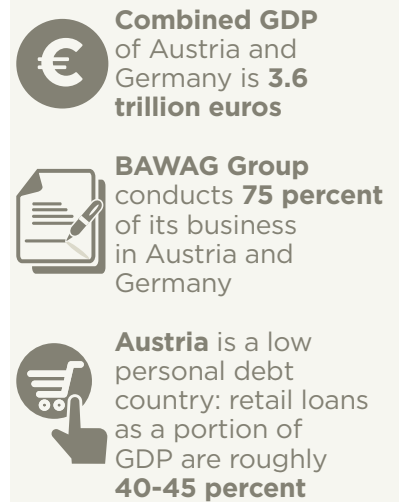 Combined GDP
of Austria and
Germany is 3.6
trillion euros
BAWAG Group
conducts 75 percent
of its business
in Austria and
Germany
Austria is a low
personal debt
country: retail loans
as a portion of
GDP are roughly
40-45 percent